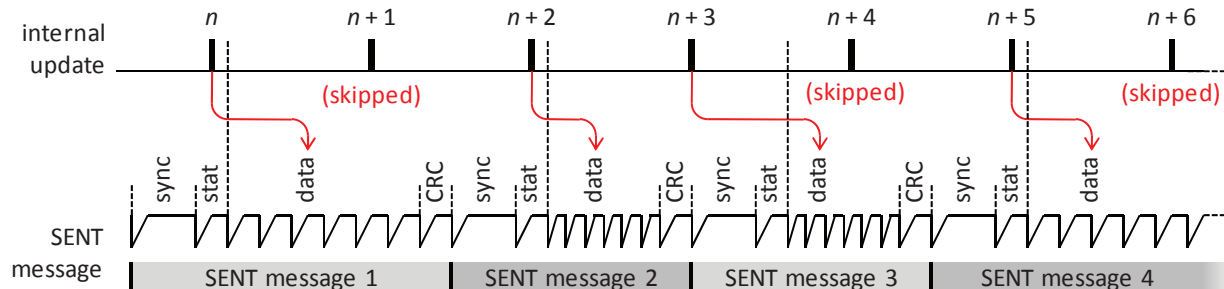 n n + 1 n + 2 n + 3 n + 4 n + 5 n + 6
internal
update
(skipped) (skipped) (skipped)
sync stat data CRC sync stat data CRC sync stat data CRC sync stat data
SENT
message
SENT message 1 SENT message 2 SENT message 3 SENT message 4